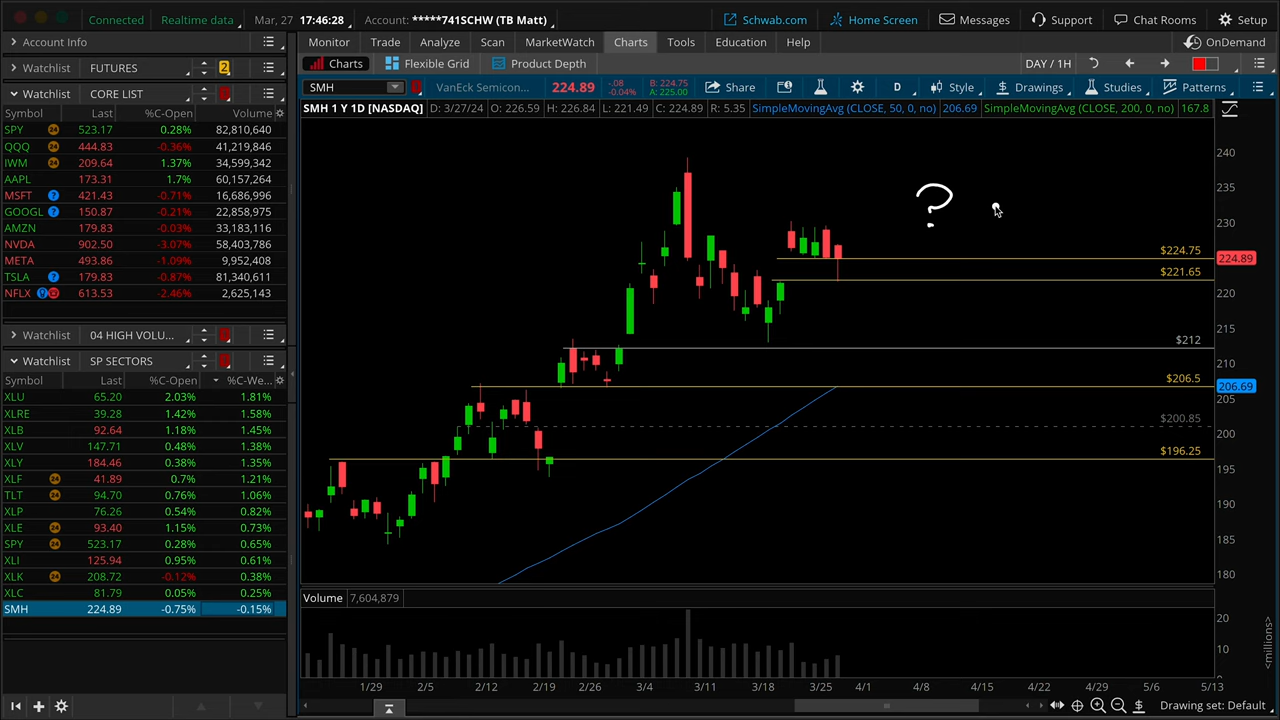 Connected Realtime data Mar, 27 17:46:28 Account: *****741SCHW (TB Matt) Schwab.com Home Screen Messages Support Chat Rooms Setup
Account Info
Monitor Trade Analyze Scan MarketWatch Charts Tools Education Help OnDemand
Watchlist FUTURES 2
Charts Flexible Grid Product Depth DAY / 1H
Watchlist CORE LIST
SMH VanEck Semicon... 224.89 -.08 -0.04% B: 224.75 A: 225.00 Share D Style Drawings Studies Patterns
SMH 1 Y 1D [NASDAQ] D: 3/27/24 O: 226.59 H: 226.84 L: 221.49 C: 224.89 R: 5.35 SimpleMovingAvg (CLOSE, 50, 0, no) 206.69 SimpleMovingAvg (CLOSE, 200, 0, no) 167.8
Symbol Last %C-Open Volume
SPY 24 523.17 0.28% 82,810,640
QQQ 24 444.83 -0.36% 41,219,846
IWM 24 209.64 1.37% 34,599,342
AAPL 173.31 1.7% 60,157,264
MSFT ? 421.43 -0.71% 16,686,996
GOOGL ? 150.87 -0.21% 22,858,975
AMZN 179.83 -0.03% 33,183,116
NVDA 902.50 -3.07% 58,403,786
META 493.86 -1.09% 9,952,408
TSLA ? 179.83 -0.87% 81,340,611
NFLX 613.53 -2.46% 2,625,143
Watchlist 04 HIGH VOLU...
Watchlist SP SECTORS
Symbol Last %C-Open %C-We...
XLU 65.20 2.03% 1.81%
XLRE 39.28 1.42% 1.58%
XLB 92.64 1.18% 1.45%
XLV 147.71 0.48% 1.38%
XLY 184.46 0.38% 1.35%
XLF 24 41.89 0.7% 1.21%
TLT 24 94.70 0.76% 1.06%
XLP 76.26 0.54% 0.82%
XLE 24 93.40 1.15% 0.73%
SPY 24 523.17 0.28% 0.65%
XLI 125.94 0.95% 0.61%
XLK 24 208.72 -0.12% 0.38%
XLC 81.79 0.05% 0.25%
SMH 224.89 -0.75% -0.15%
?
240
235
230
$224.75
224.89
$221.65
220
215
$212
210
$206.5
206.69
205
$200.85
200
$196.25
195
190
185
180
Volume 7,604,879
20
10
<millions>
1/29 2/5 2/12 2/19 2/26 3/4 3/11 3/18 3/25 4/1 4/8 4/15 4/22 4/29 5/6 5/13
Drawing set: Default